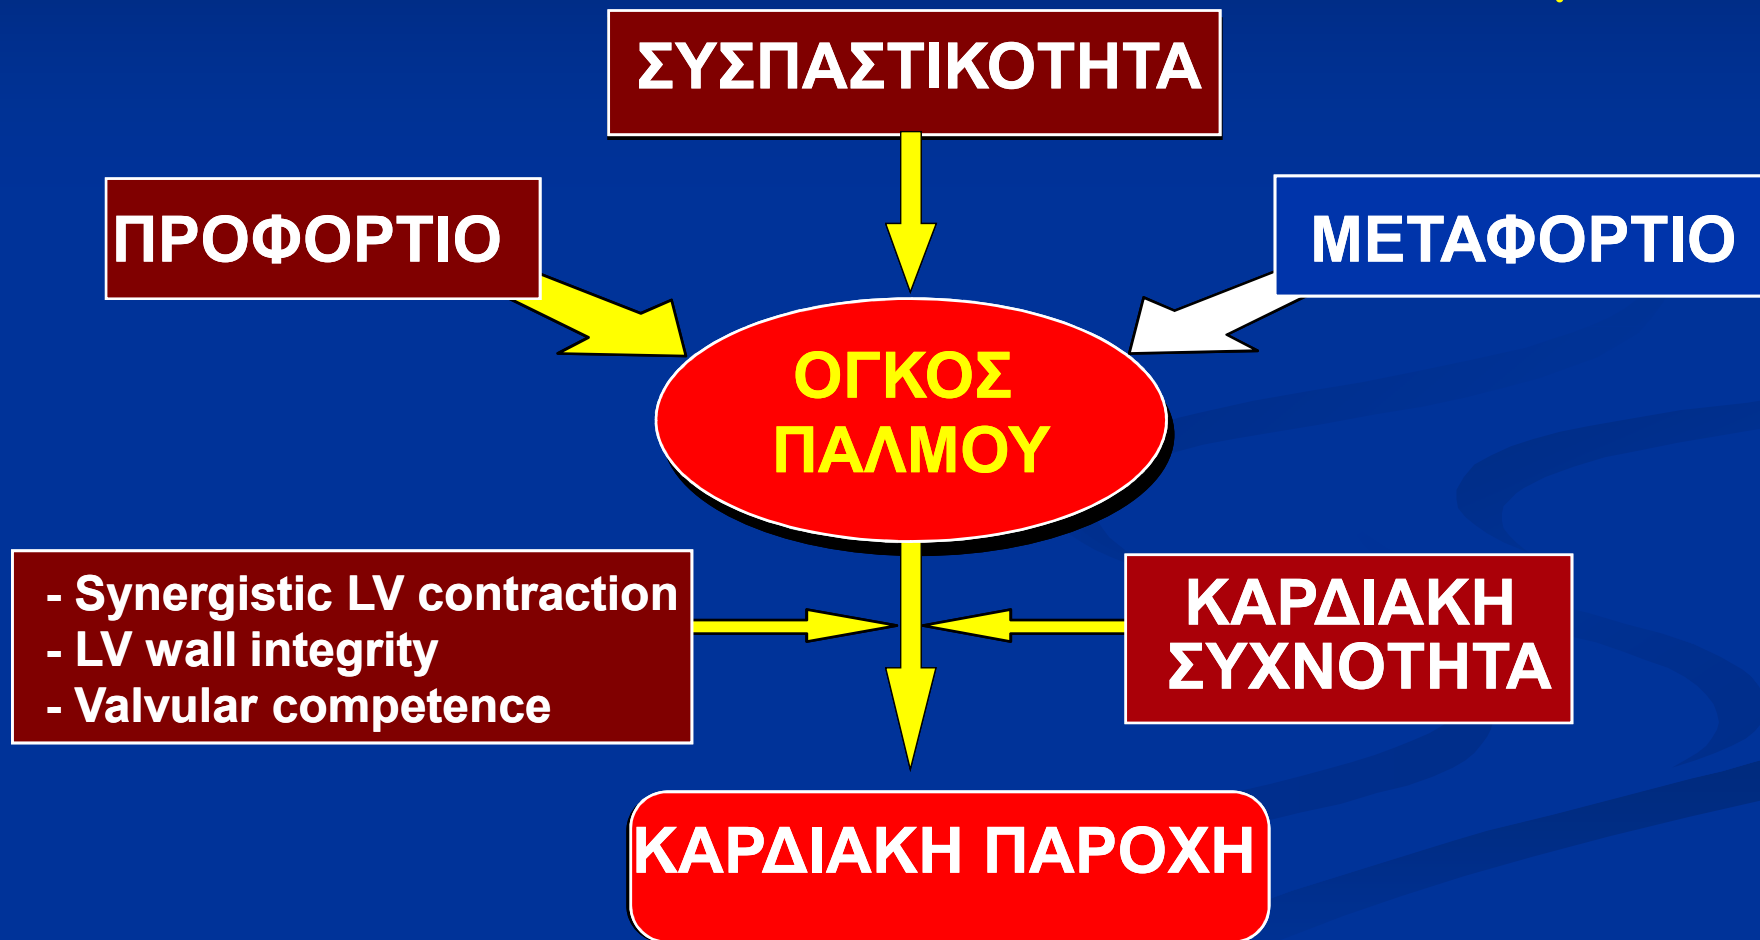 ΣΥΣΠΑΣΤΙΚΟΤΗΤΑ
ΠΡΟΦΟΡΤΙΟ
ΜΕΤΑΦΟΡΤΙΟ
ΟΓΚΟΣ
ΠΑΛΜΟΥ
- Synergistic LV contraction
- LV wall integrity
- Valvular competence
ΚΑΡΔΙΑΚΗ
ΣΥΧΝΟΤΗΤΑ
ΚΑΡΔΙΑΚΗ ΠΑΡΟΧΗ